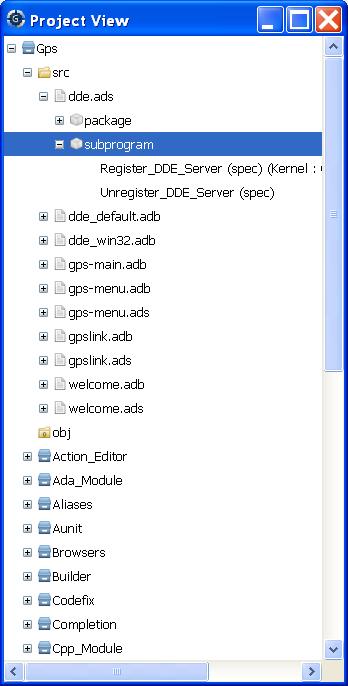 Project View
Gps
src
dde.ads
package
subprogram
Register_DDE_Server (spec) (Kernel :
Unregister_DDE_Server (spec)
dde_default.adb
dde_win32.adb
gps-main.adb
gps-menu.adb
gps-menu.ads
gpslink.adb
gpslink.ads
welcome.adb
welcome.ads
obj
Action_Editor
Ada_Module
Aliases
Aunit
Browsers
Builder
Codefix
Completion
Cpp_Module